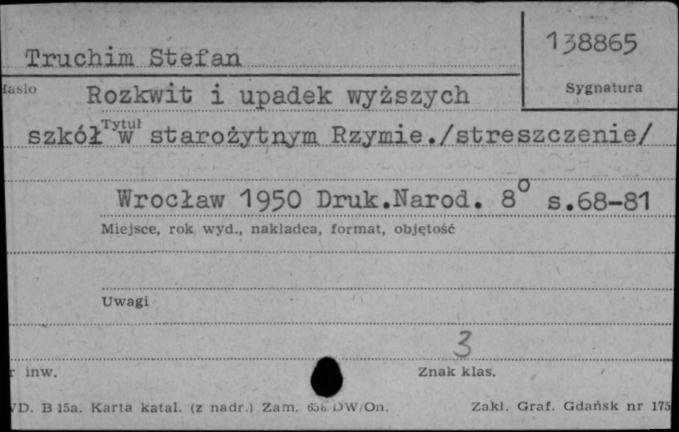 138865
Truchim Stefan
Sygnatura
Hasło Rozkwit i upadek wyższych
Tytuł
szkół w starożytnym Rzymie./streszczenie/
Wrocław 1950 Druk.Narod. 8° s.68-81
Miejsce, rok wyd., nakładca, format, objętość
Uwagi
3
r inw. Znak klas.
D. B 15a. Karta katal. (z nadr.) Zam. DW/On. Zakł. Graf. Gdańsk nr 175